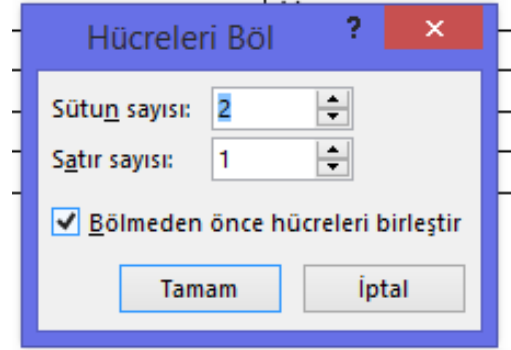 Hücreleri Böl ? ×
Sütun sayısı: 2
Satır sayısı: 1
Bölmeden önce hücreleri birleştir
Tamam İptal